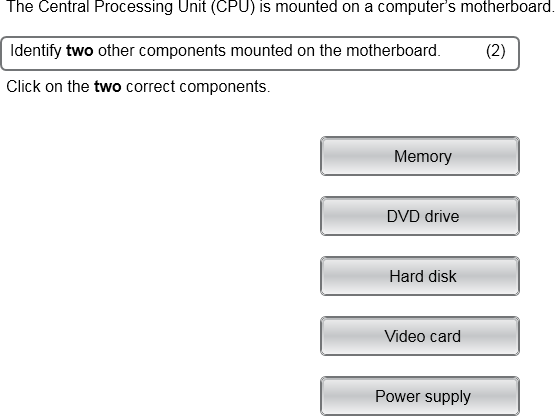 The Central Processing Unit (CPU) is mounted on a computer's motherboard.
Identify two other components mounted on the motherboard. (2)
Click on the two correct components.
Memory
DVD drive
Hard disk
Video card
Power supply